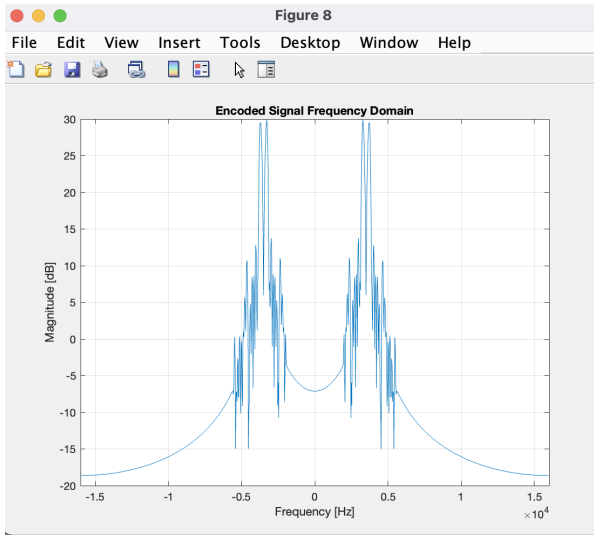 Figure 8
File Edit View Insert Tools Desktop Window Help
Encoded Signal Frequency Domain
30
25
20
15
10
5
0
-5
-10
-15
-20
Magnitude [dB]
-1.5 -1 -0.5 0 0.5 1 1.5
Frequency [Hz]
×10^4